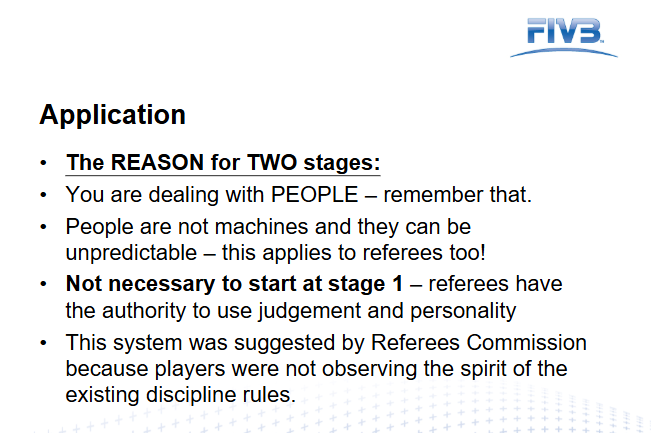 FIVB
Application
• The REASON for TWO stages:
• You are dealing with PEOPLE – remember that.
• People are not machines and they can be
unpredictable – this applies to referees too!
• Not necessary to start at stage 1 – referees have
the authority to use judgement and personality
• This system was suggested by Referees Commission
because players were not observing the spirit of the
existing discipline rules.